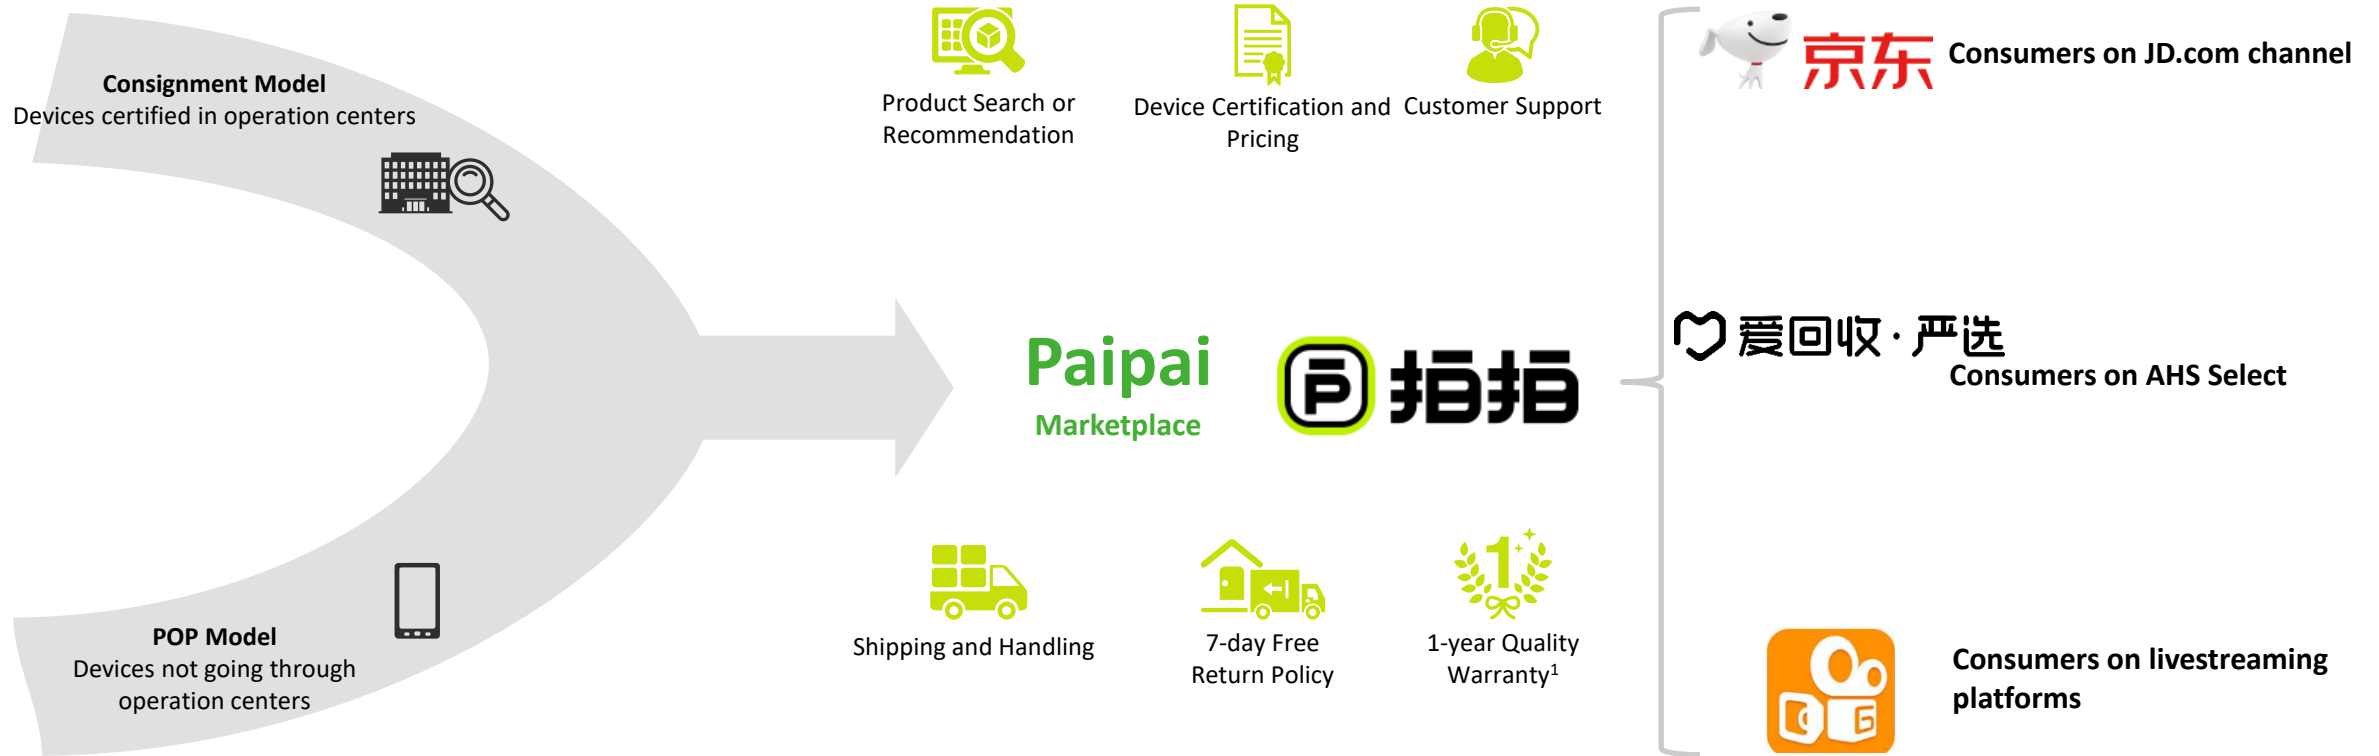 Consignment Model
Devices certified in operation centers
POP Model
Devices not going through
operation centers
Product Search or
Recommendation
Device Certification and
Pricing
Customer Support
Paipai
Marketplace
P
拍拍
Shipping and Handling
7-day Free
Return Policy
1
1-year Quality
Warranty1
京东
Consumers on JD.com channel
爱回收·严选
Consumers on AHS Select
Consumers on livestreaming
platforms